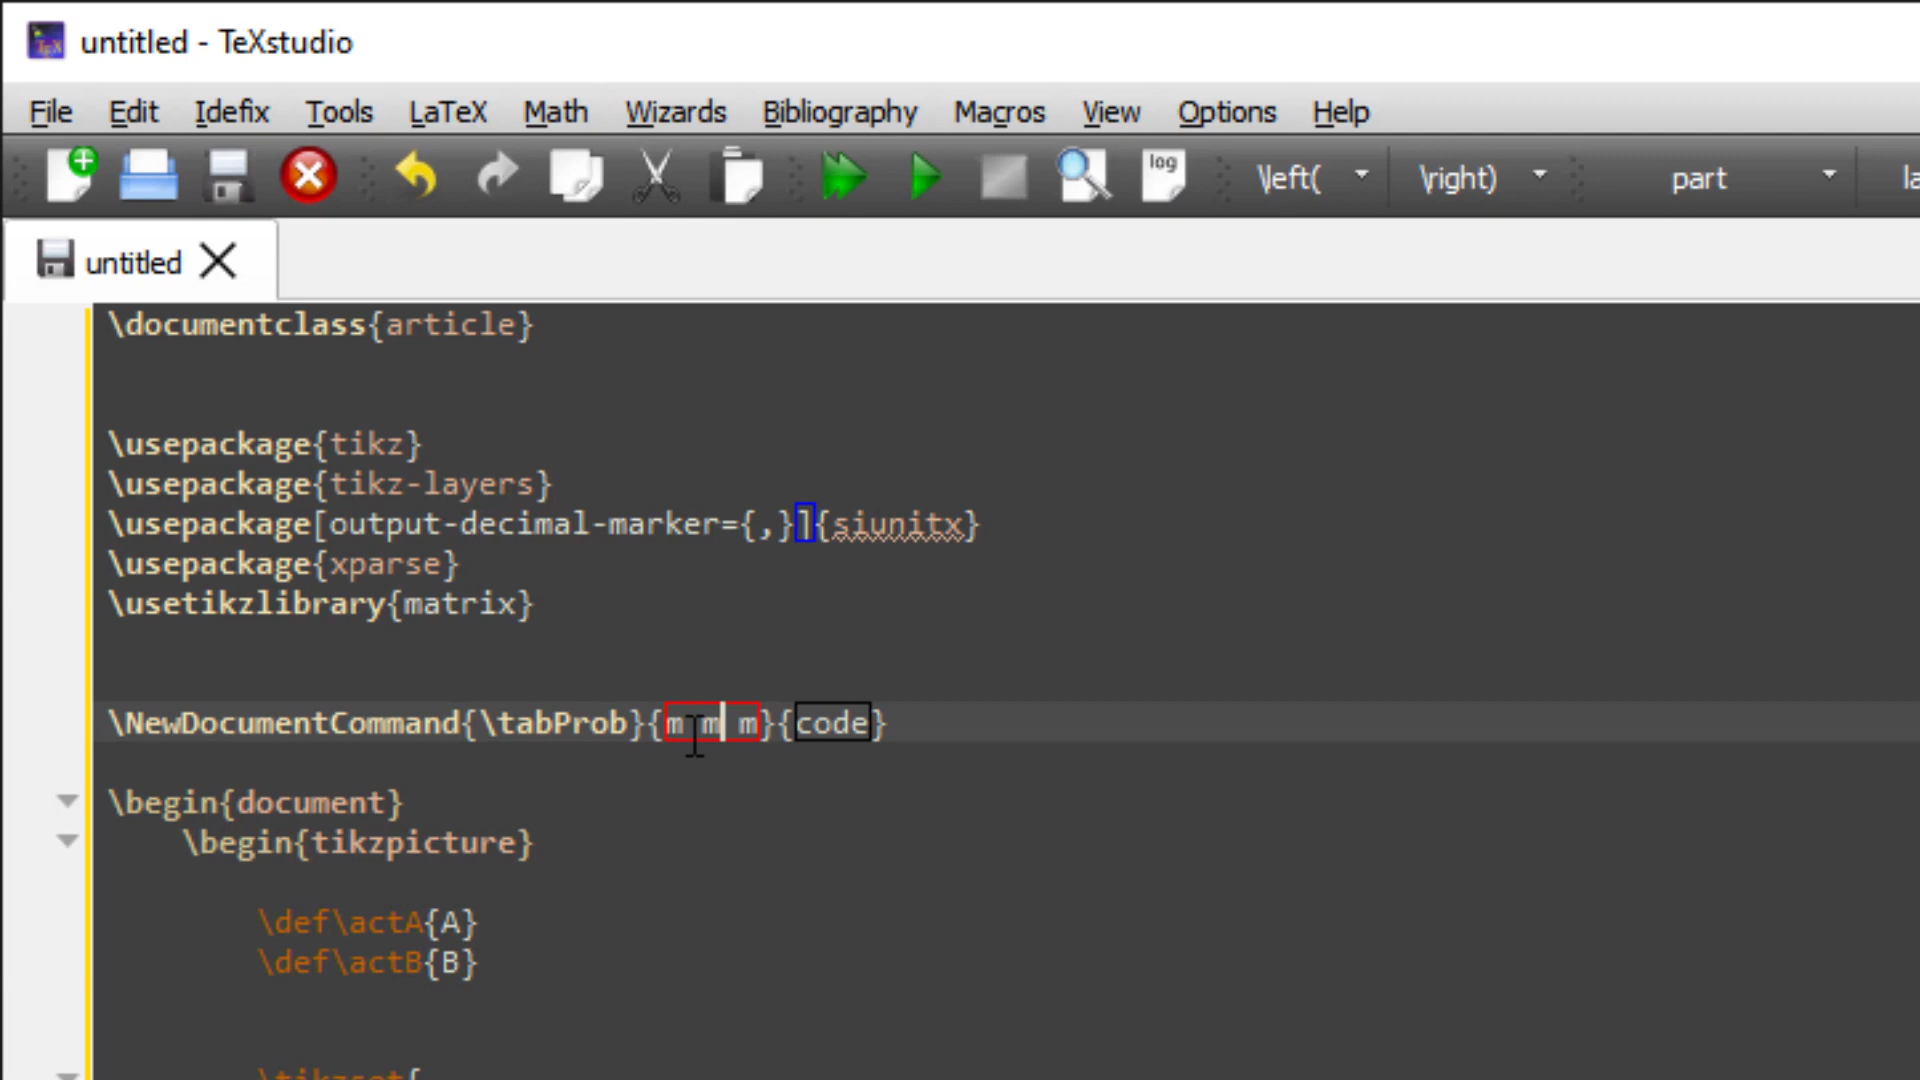 untitled - TeXstudio
File Edit Idefix Tools LaTeX Math Wizards Bibliography Macros View Options Help
log \left( \right) part
untitled
\documentclass{article}
\usepackage{tikz}
\usepackage{tikz-layers}
\usepackage[output-decimal-marker={,}]{siunitx}
\usepackage{xparse}
\usetikzlibrary{matrix}
\NewDocumentCommand{\tabProb}{m m m}{code}
\begin{document}
\begin{tikzpicture}
\def\actA{A}
\def\actB{B}
\tikzset{